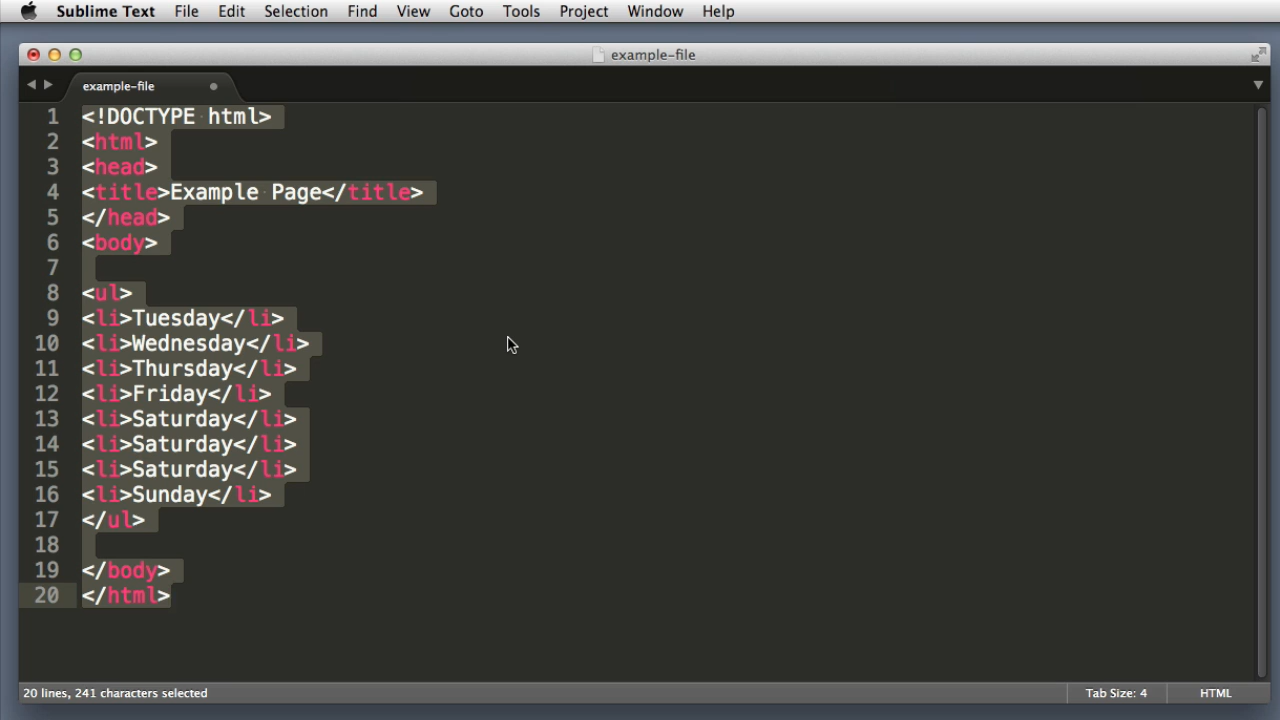 Sublime Text File Edit Selection Find View Goto Tools Project Window Help
example-file
example-file
1 <!DOCTYPE html>
2 <html>
3 <head>
4 <title>Example Page</title>
5 </head>
6 <body>
7
8 <ul>
9 <li>Tuesday</li>
10 <li>Wednesday</li>
11 <li>Thursday</li>
12 <li>Friday</li>
13 <li>Saturday</li>
14 <li>Saturday</li>
15 <li>Saturday</li>
16 <li>Sunday</li>
17 </ul>
18
19 </body>
20 </html>
20 lines, 241 characters selected Tab Size: 4 HTML